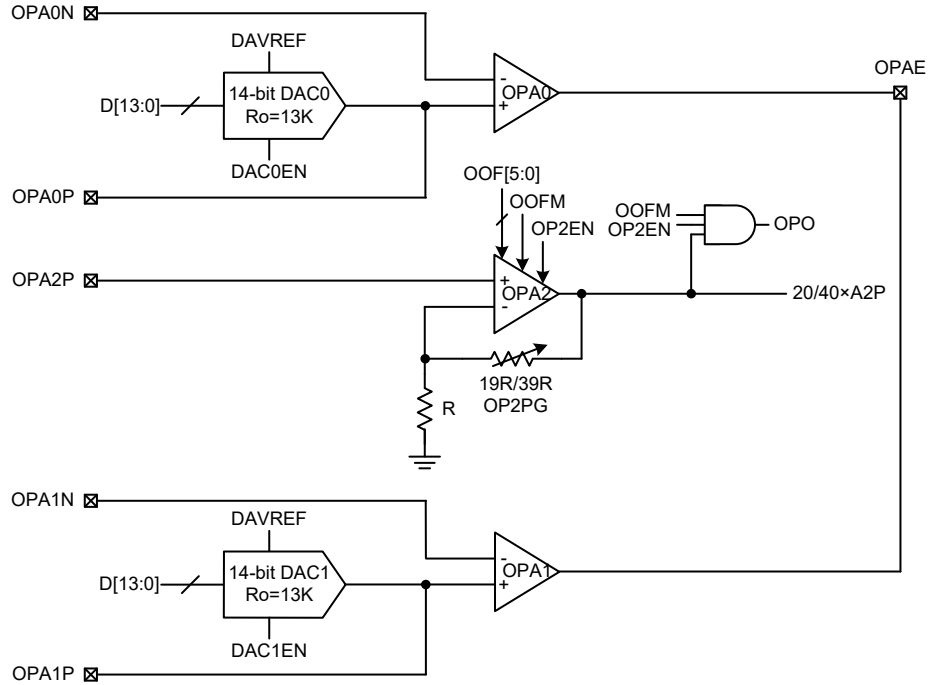 OPA0N
DAVREF
D[13:0]
14-bit DAC0
Ro=13K
DAC0EN
OPA0P
-
OPA0
+
OPAE
OOF[5:0]
OOFM
OP2EN
OPA2P
+
OPA2
-
OOFM
OP2EN
OPO
20/40×A2P
19R/39R
OP2PG
R
OPA1N
DAVREF
D[13:0]
14-bit DAC1
Ro=13K
DAC1EN
OPA1P
-
OPA1
+